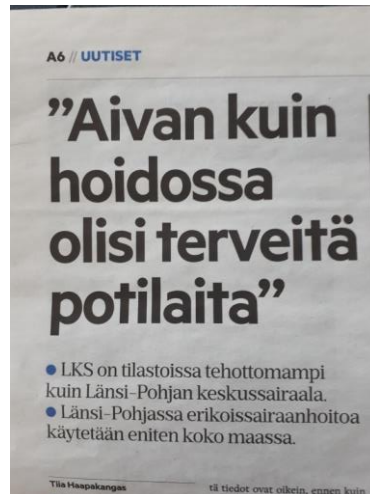 A6 // UUTISET
”Aivan kuin
hoidossa
olisi terveitä
potilaita”
● LKS on tilastoissa tehottomampi
kuin Länsi-Pohjan keskussairaala.
● Länsi-Pohjassa erikoissairaanhoitoa
käytetään eniten koko maassa.
Tiia Haapakangas
tä tiedot ovat oikein, ennen kuin